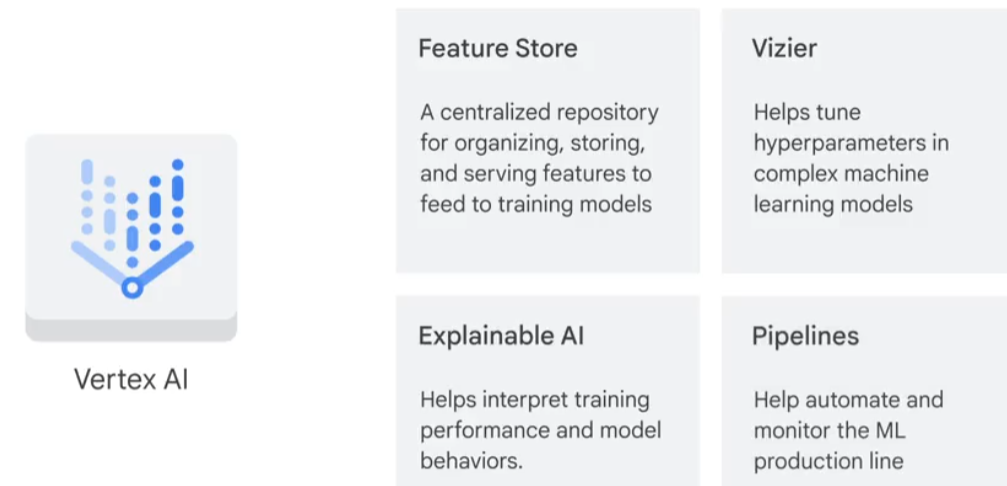 Vertex AI
Feature Store
A centralized repository
for organizing, storing,
and serving features to
feed to training models
Vizier
Helps tune
hyperparameters in
complex machine
learning models
Explainable AI
Helps interpret training
performance and model
behaviors.
Pipelines
Help automate and
monitor the ML
production line